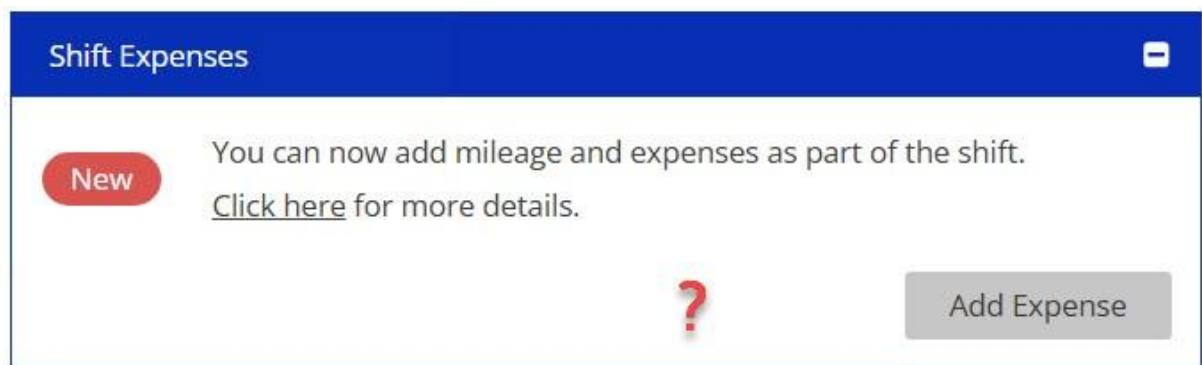 Shift Expenses
New
You can now add mileage and expenses as part of the shift.
Click here for more details.
?
Add Expense